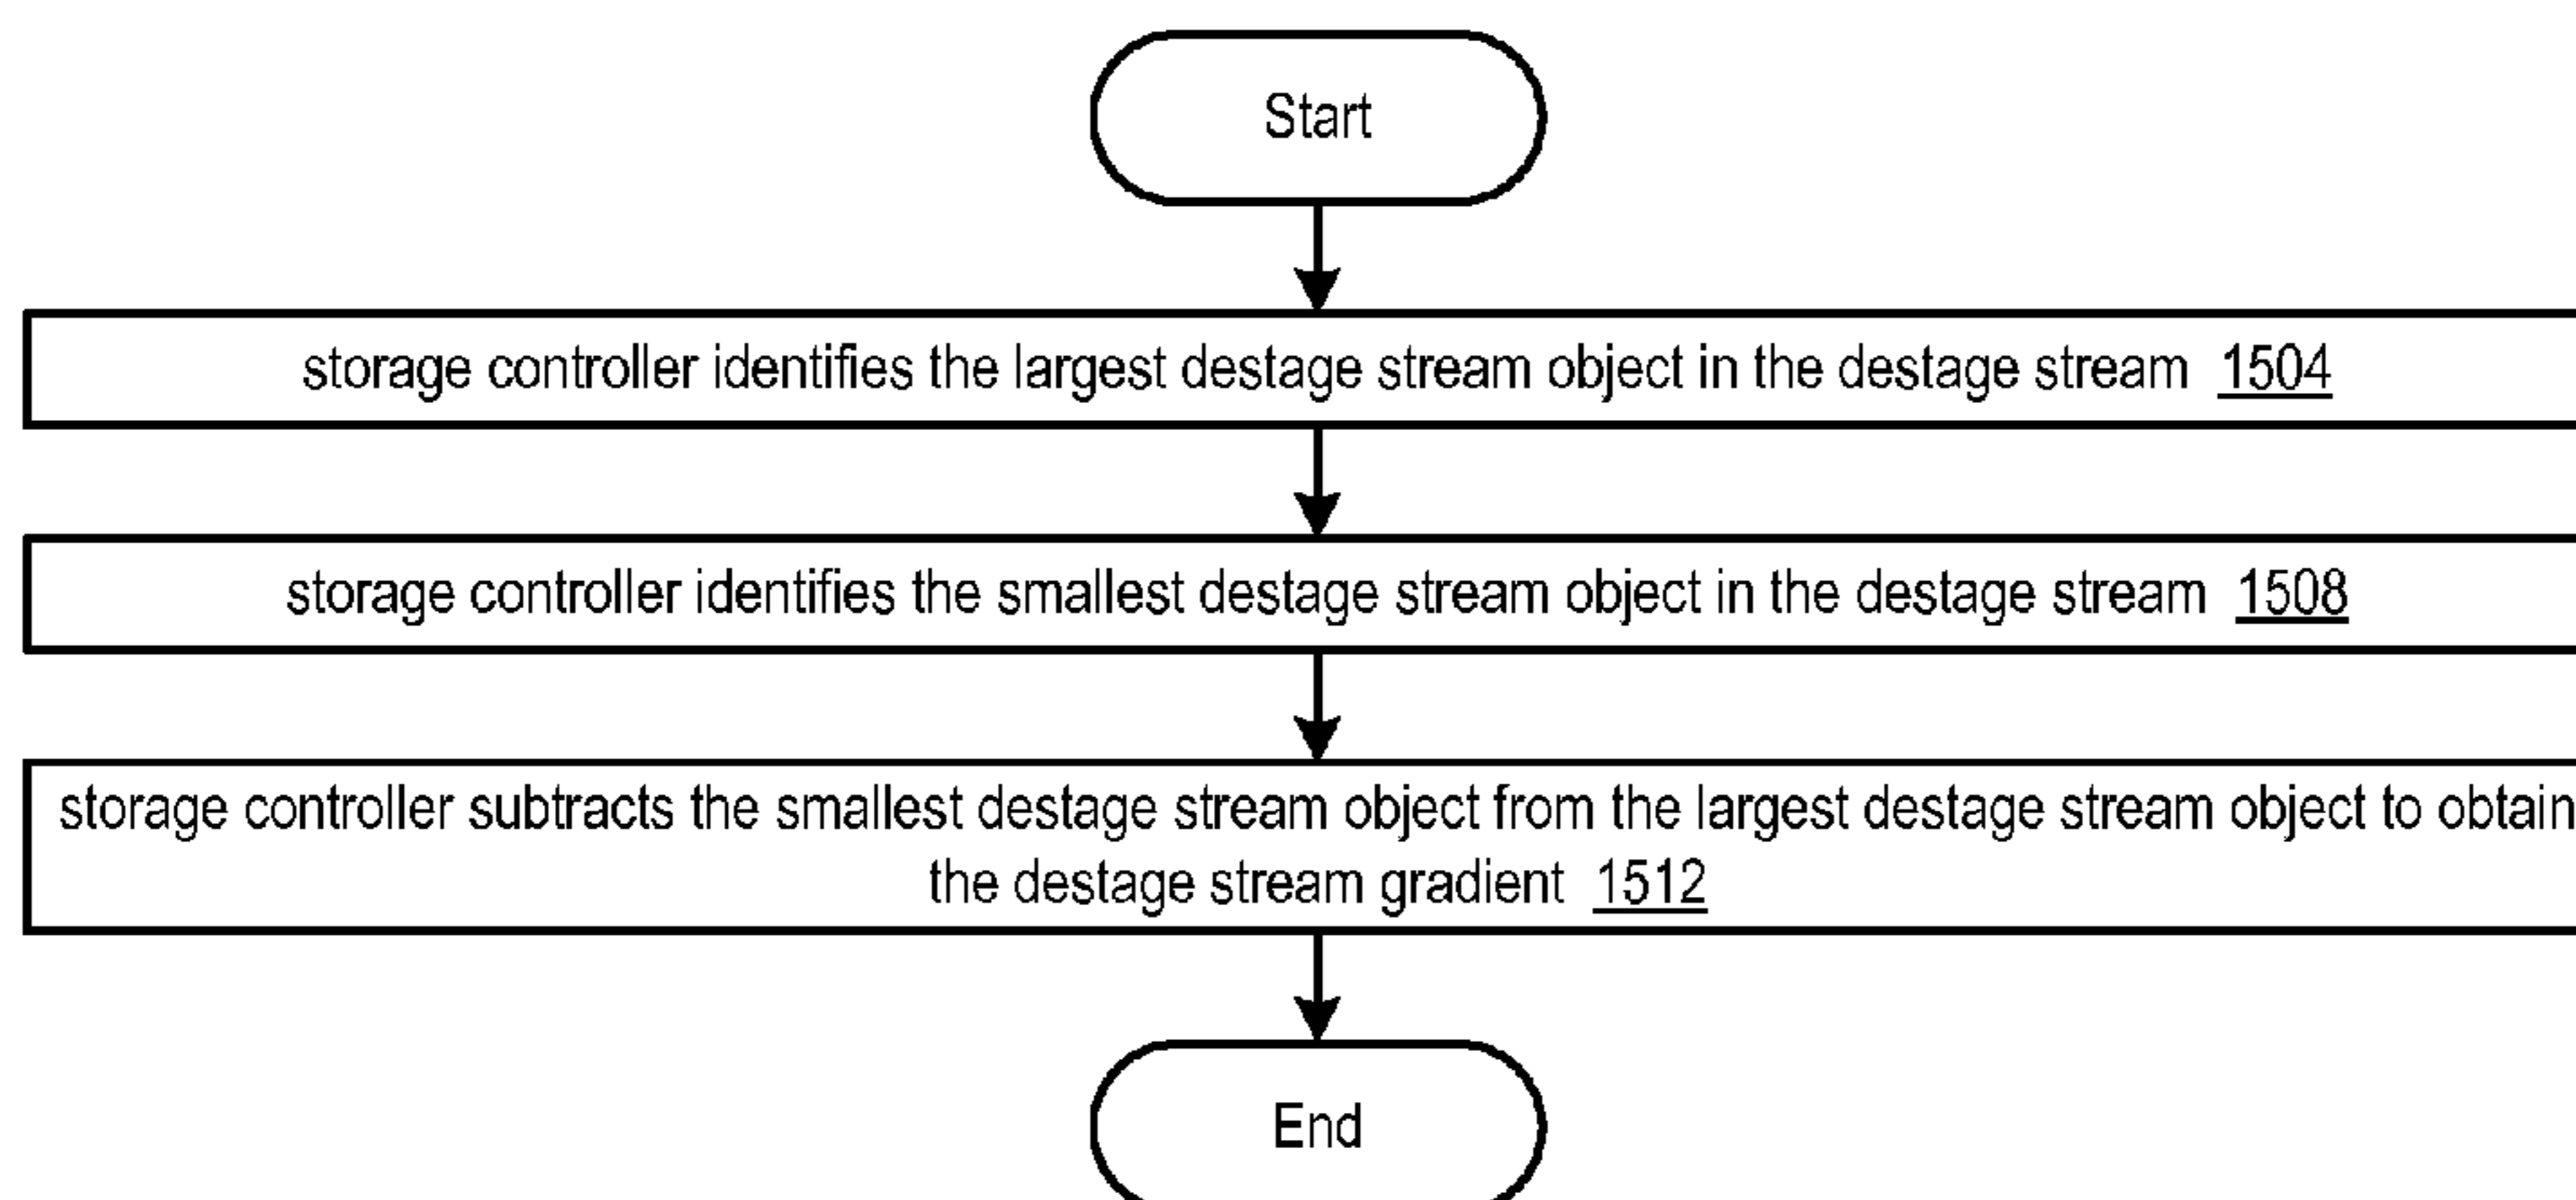 Start
storage controller identifies the largest destage stream object in the destage stream 1504
storage controller identifies the smallest destage stream object in the destage stream 1508
storage controller subtracts the smallest destage stream object from the largest destage stream object to obtain
the destage stream gradient 1512
End